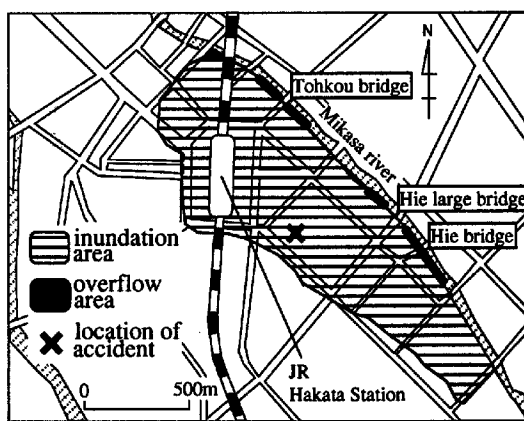 N
Tohkou bridge
Mikasa river
Hie large bridge
Hie bridge
inundation
area
overflow
area
location of
accident
0 500m
JR
Hakata Station